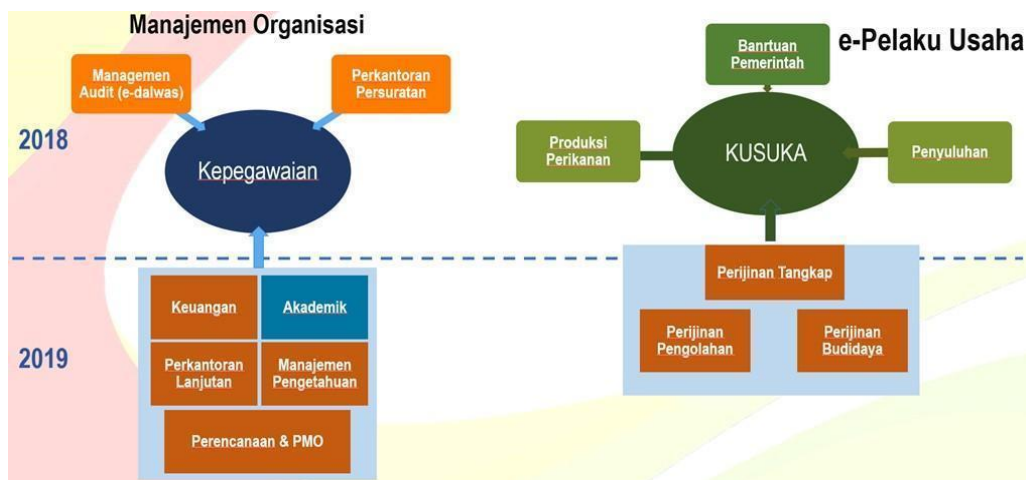 Manajemen Organisasi
e-Pelaku Usaha
Managemen
Audit (e-dalwas)
Perkantoran
Persuratan
Banrtuan
Pemerintah
2018
Kepegawaian
Produksi
Perikanan
KUSUKA
Penyuluhan
Keuangan
Akademik
Perijinan Tangkap
2019
Perkantoran
Lanjutan
Manajemen
Pengetahuan
Perijinan
Pengolahan
Perijinan
Budidaya
Perencanaan & PMO